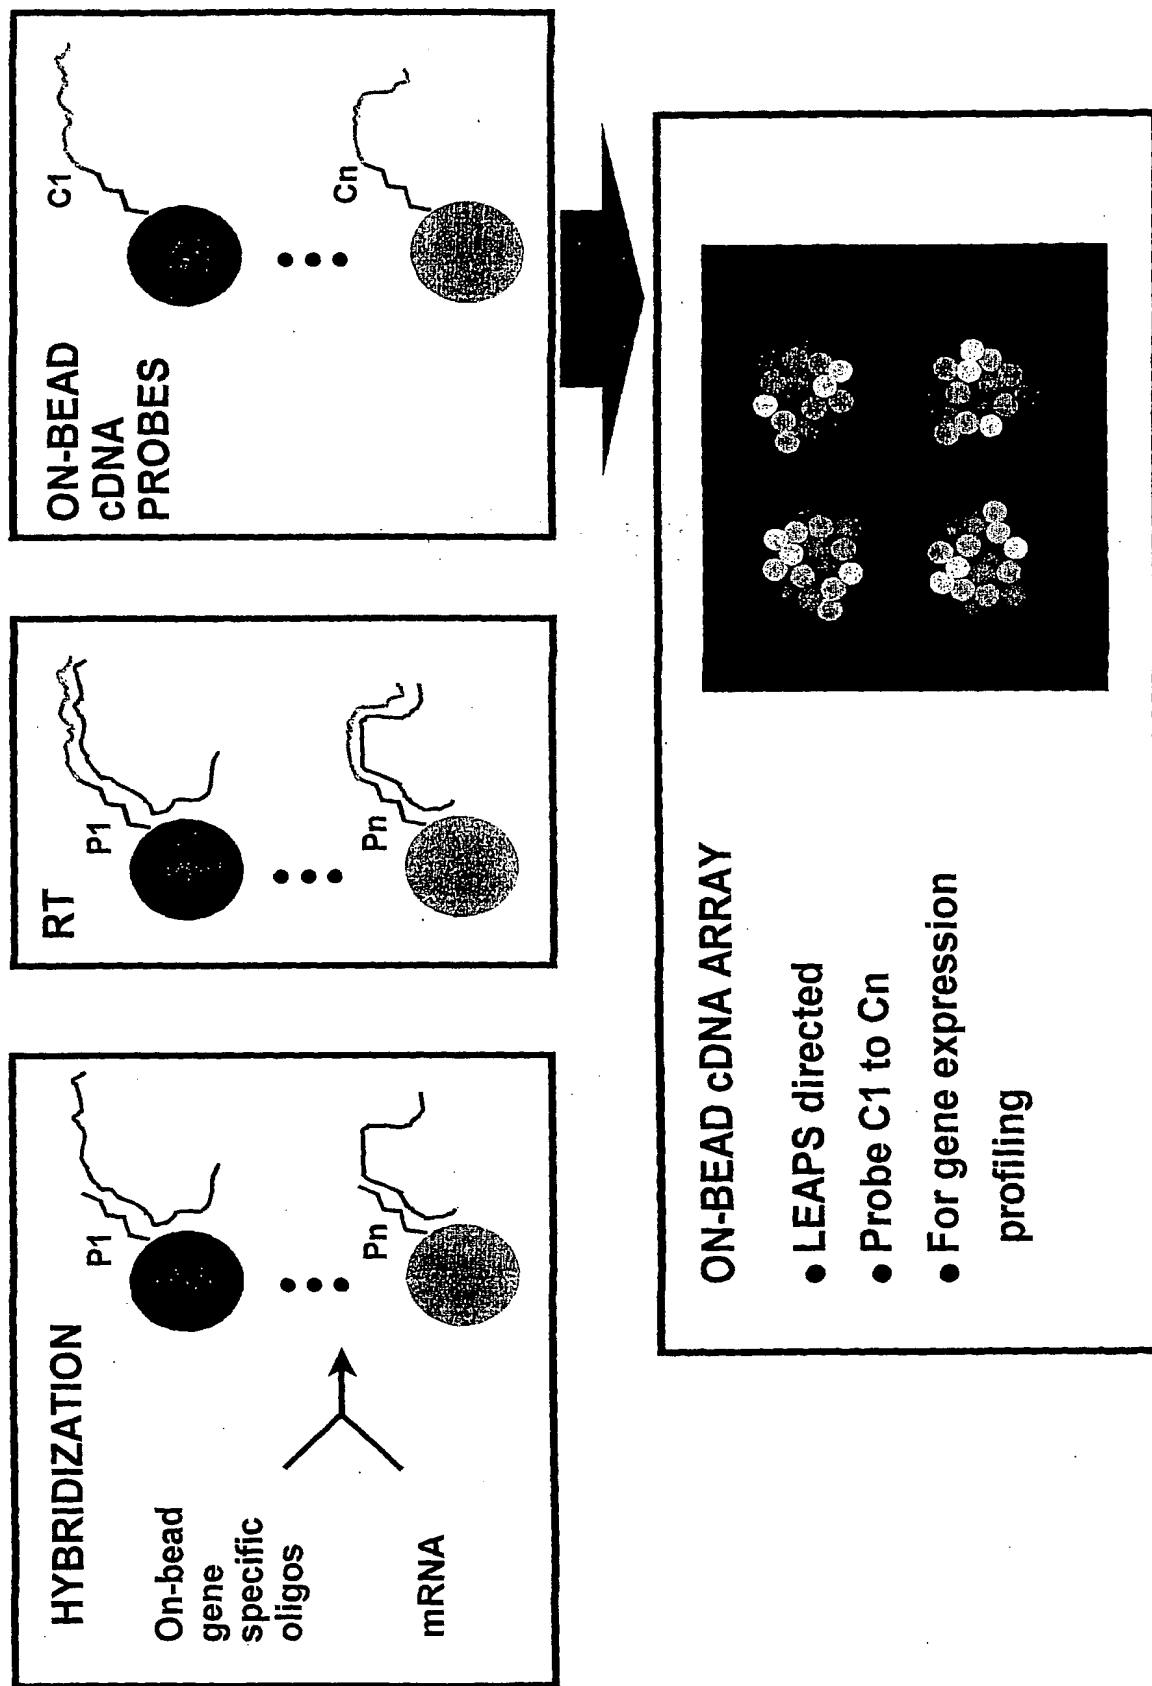 HYBRIDIZATION
On-bead
gene
specific
oligos
mRNA
P1
Pn
RT
P1
Pn
ON-BEAD
cDNA
PROBES
C1
Cn
ON-BEAD cDNA ARRAY
● LEAPS directed
● Probe C1 to Cn
● For gene expression
profiling